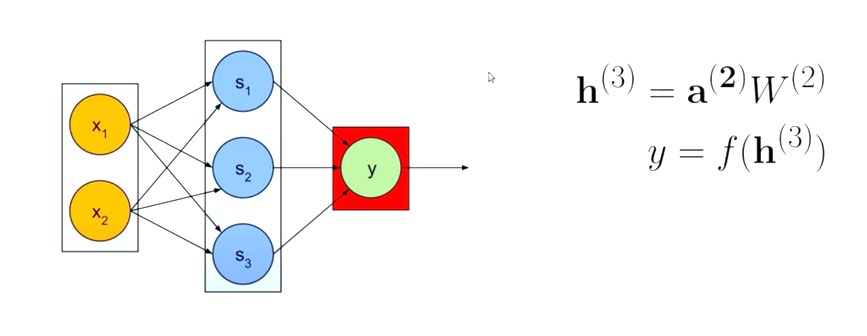 x₁
x₂
s₁
s₂
s₃
y
𝐡⁽³⁾ = 𝐚⁽𝟐⁾W⁽²⁾
y = f(𝐡⁽³⁾)